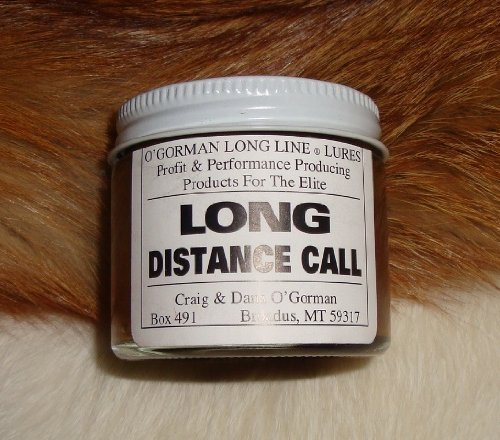 O'GORMAN LONG LINE ® LURES
Profit & Performance Producing
Products For The Elite
LONG
DISTANCE CALL
Craig & Dana O'Gorman
Box 491 Broadus, MT 59317